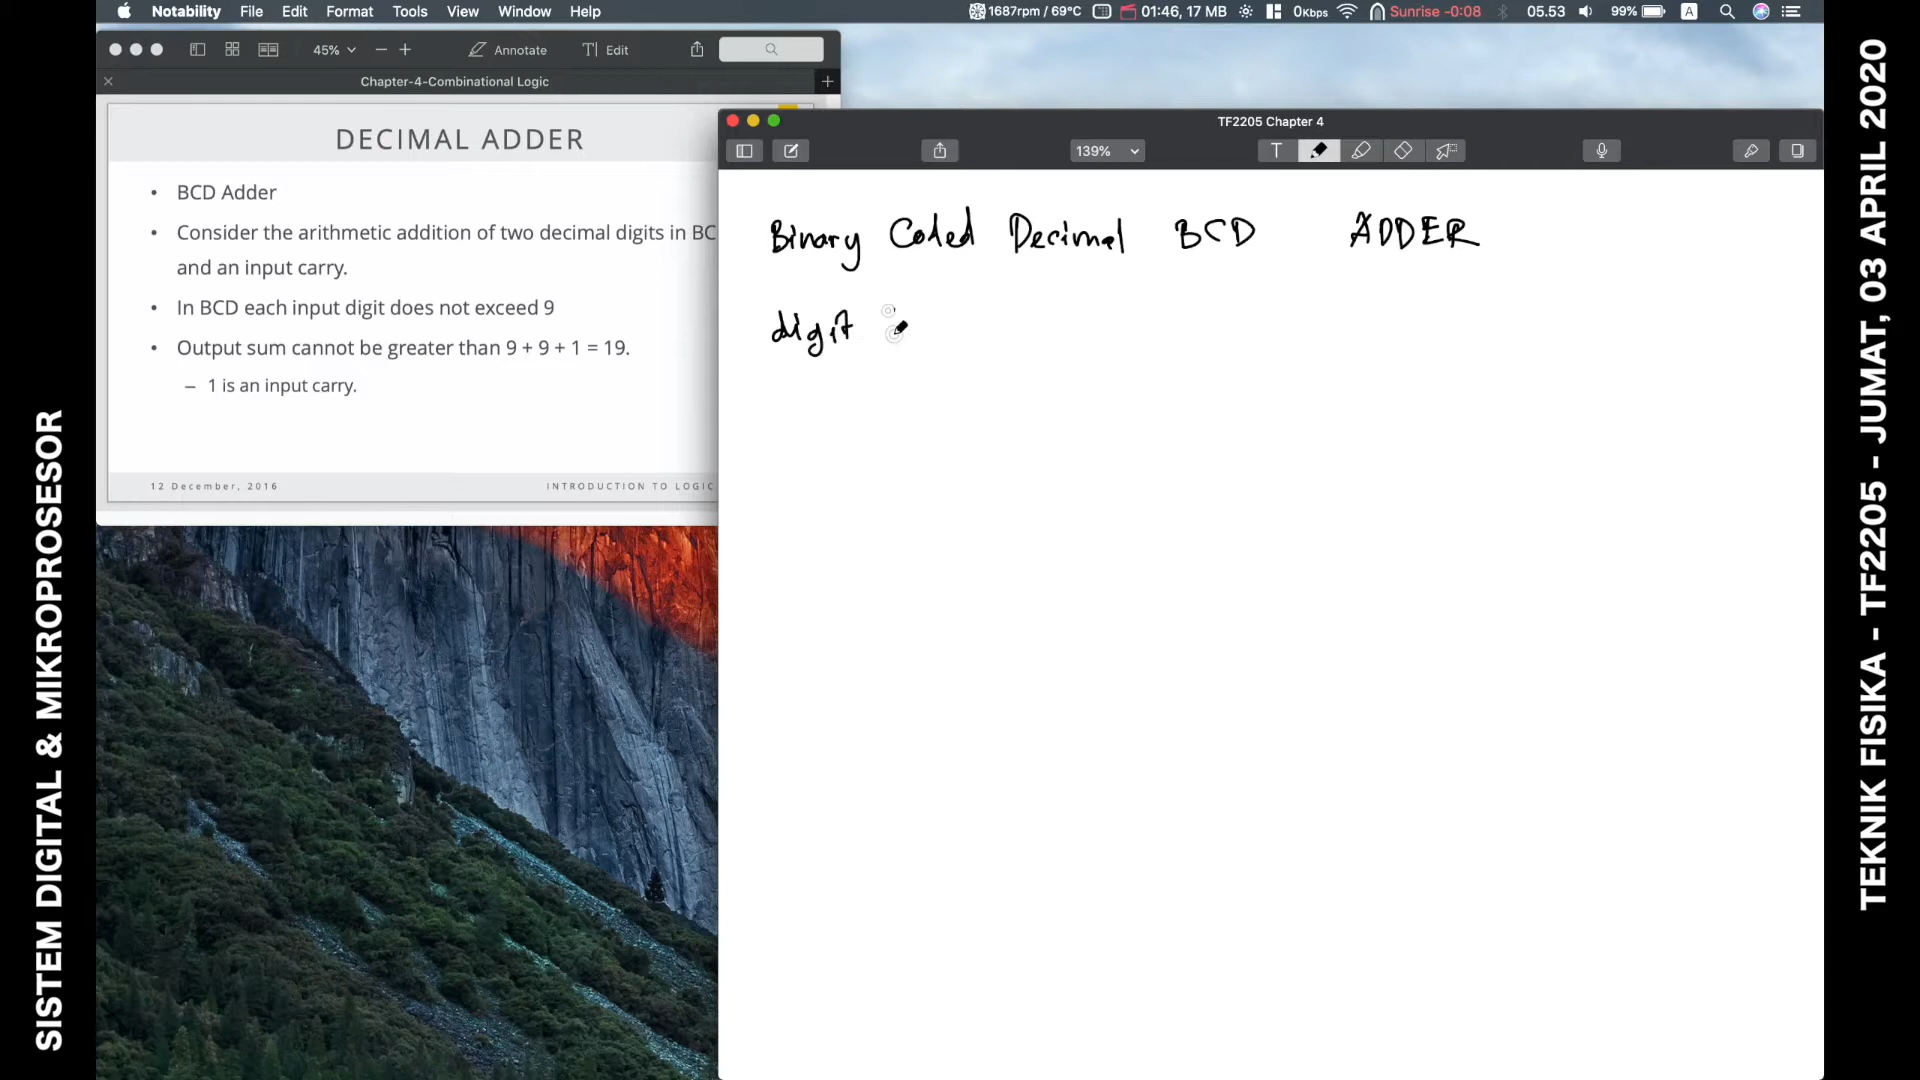 Notability File Edit Format Tools View Window Help 1687rpm / 69°C 01:46, 17 MB 0Kbps Sunrise -0:08 05.53 99% A
45% Annotate T Edit
Chapter-4-Combinational Logic
DECIMAL ADDER
• BCD Adder
• Consider the arithmetic addition of two decimal digits in BC
and an input carry.
• In BCD each input digit does not exceed 9
• Output sum cannot be greater than 9 + 9 + 1 = 19.
– 1 is an input carry.
12 December, 2016 INTRODUCTION TO LOGIC
TF2205 Chapter 4
139% T
Binary Coded Decimal BCD ADDER
digit
SISTEM DIGITAL & MIKROPROSESOR
TEKNIK FISIKA - TF2205 - JUMAT, 03 APRIL 2020